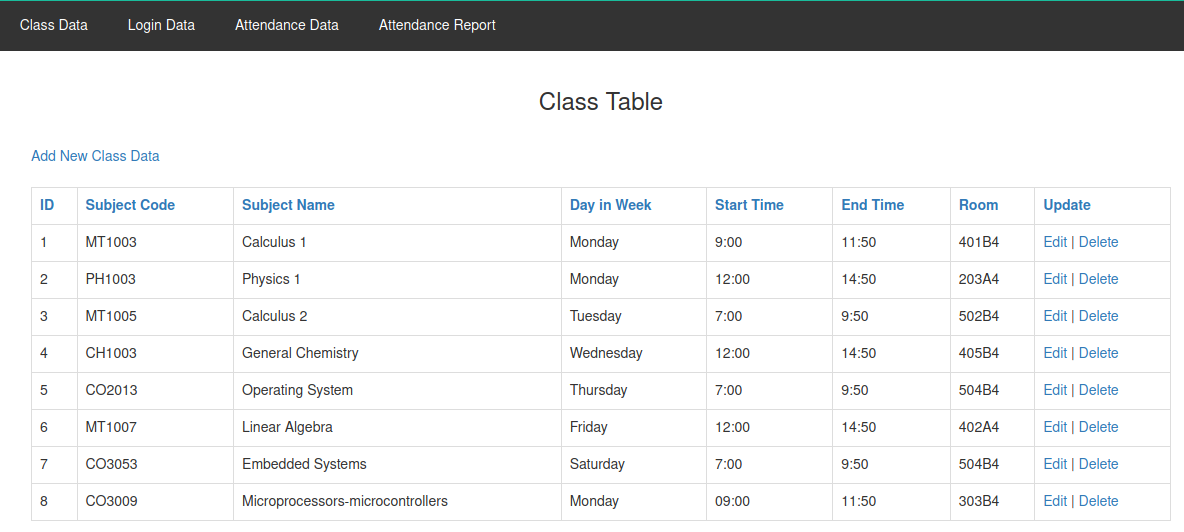 Class Data Login Data Attendance Data Attendance Report
Class Table
Add New Class Data
ID Subject Code Subject Name Day in Week Start Time End Time Room Update
1 MT1003 Calculus 1 Monday 9:00 11:50 401B4 Edit | Delete
2 PH1003 Physics 1 Monday 12:00 14:50 203A4 Edit | Delete
3 MT1005 Calculus 2 Tuesday 7:00 9:50 502B4 Edit | Delete
4 CH1003 General Chemistry Wednesday 12:00 14:50 405B4 Edit | Delete
5 CO2013 Operating System Thursday 7:00 9:50 504B4 Edit | Delete
6 MT1007 Linear Algebra Friday 12:00 14:50 402A4 Edit | Delete
7 CO3053 Embedded Systems Saturday 7:00 9:50 504B4 Edit | Delete
8 CO3009 Microprocessors-microcontrollers Monday 09:00 11:50 303B4 Edit | Delete